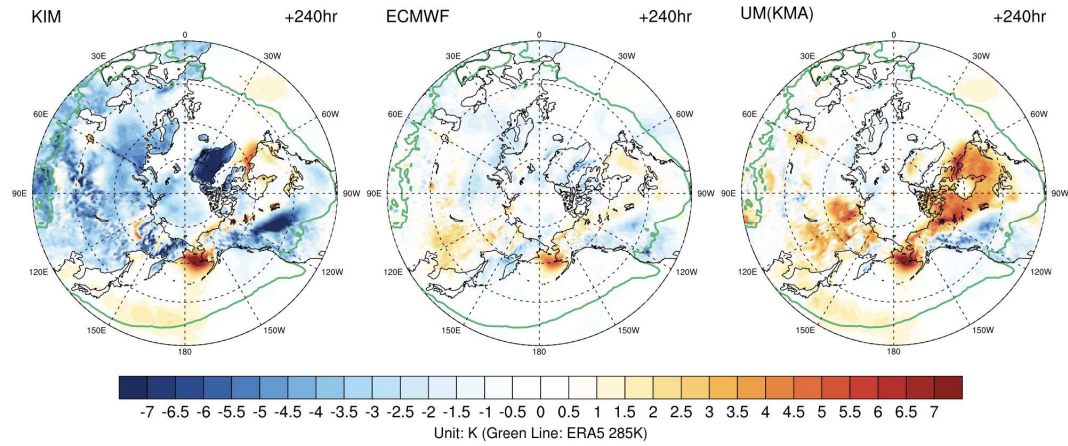 KIM +240hr
ECMWF +240hr
UM(KMA) +240hr
0
30E 30W
60E 60W
90E 90W
120E 120W
150E 150W
180
0
30E 30W
60E 60W
90E 90W
120E 120W
150E 150W
180
0
30E 30W
60E 60W
90E 90W
120E 120W
150E 150W
180
-7 -6.5 -5.5 -5 -4.5 -4 -3.5 -3 -2.5 -2 -1.5 -1 -0.5 0 0.5 1 1.5 2 2.5 3 3.5 4 4.5 5 5.5 6 6.5 7
Unit: K (Green Line: ERA5 285K)